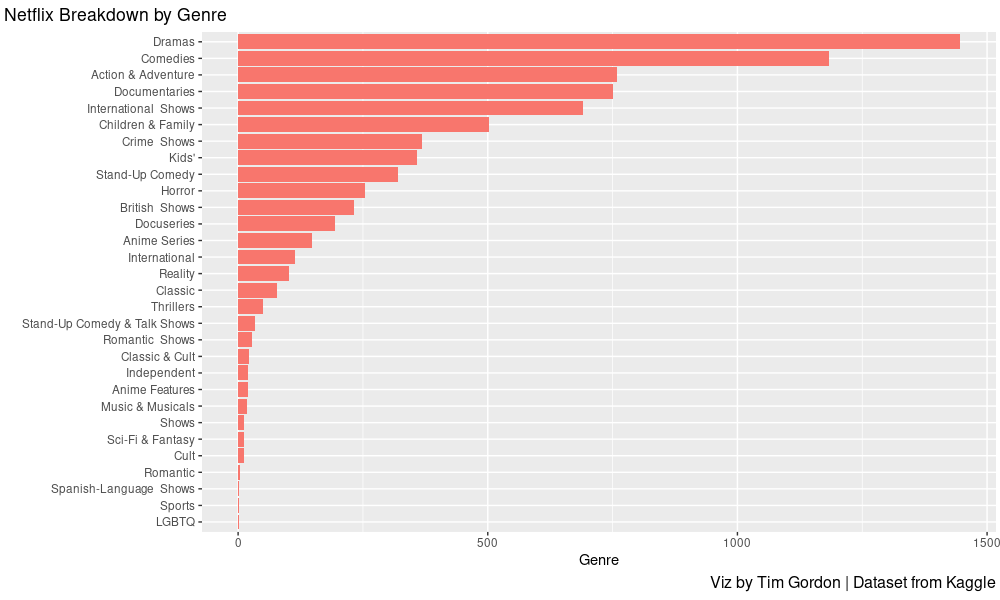 Netflix Breakdown by Genre
Dramas
Comedies
Action & Adventure
Documentaries
International  Shows
Children & Family
Crime  Shows
Kids'
Stand-Up Comedy
Horror
British  Shows
Docuseries
Anime Series
International
Reality
Classic
Thrillers
Stand-Up Comedy & Talk Shows
Romantic  Shows
Classic & Cult
Independent
Anime Features
Music & Musicals
Shows
Sci-Fi & Fantasy
Cult
Romantic
Spanish-Language  Shows
Sports
LGBTQ
0 500 1000 1500
Genre
Viz by Tim Gordon | Dataset from Kaggle